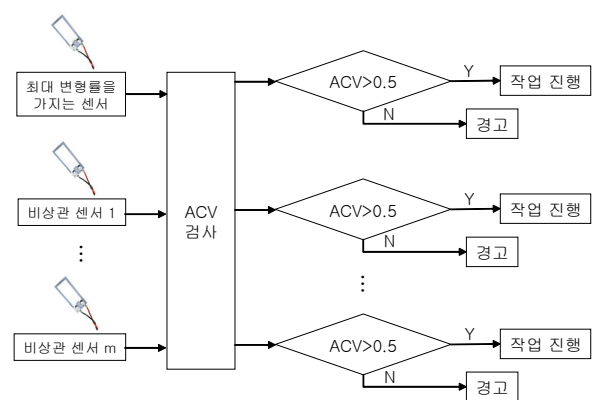 최대 변형률을
가지는 센서
ACV>0.5
Y
작업 진행
N
경고
비상관 센서 1
ACV
검사
ACV>0.5
Y
작업 진행
N
경고
⋮
⋮
비상관 센서 m
ACV>0.5
Y
작업 진행
N
경고